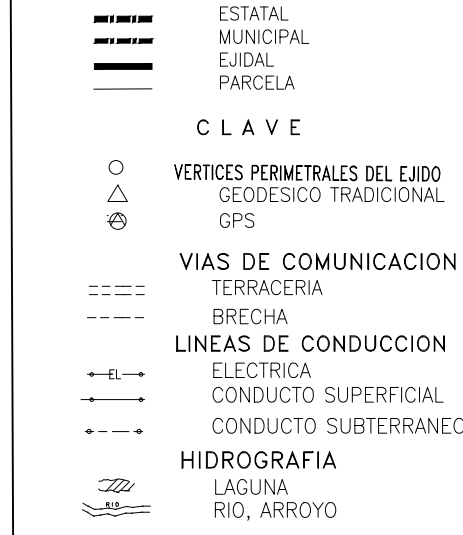 ESTATAL
MUNICIPAL
EJIDAL
PARCELA
CLAVE
VERTICES PERIMETRALES DEL EJIDO
GEODESICO TRADICIONAL
GPS
VIAS DE COMUNICACION
TERRACERIA
BRECHA
LINEAS DE CONDUCCION
EL ELECTRICA
CONDUCTO SUPERFICIAL
CONDUCTO SUBTERRANEO
HIDROGRAFIA
LAGUNA
RIO RIO, ARROYO